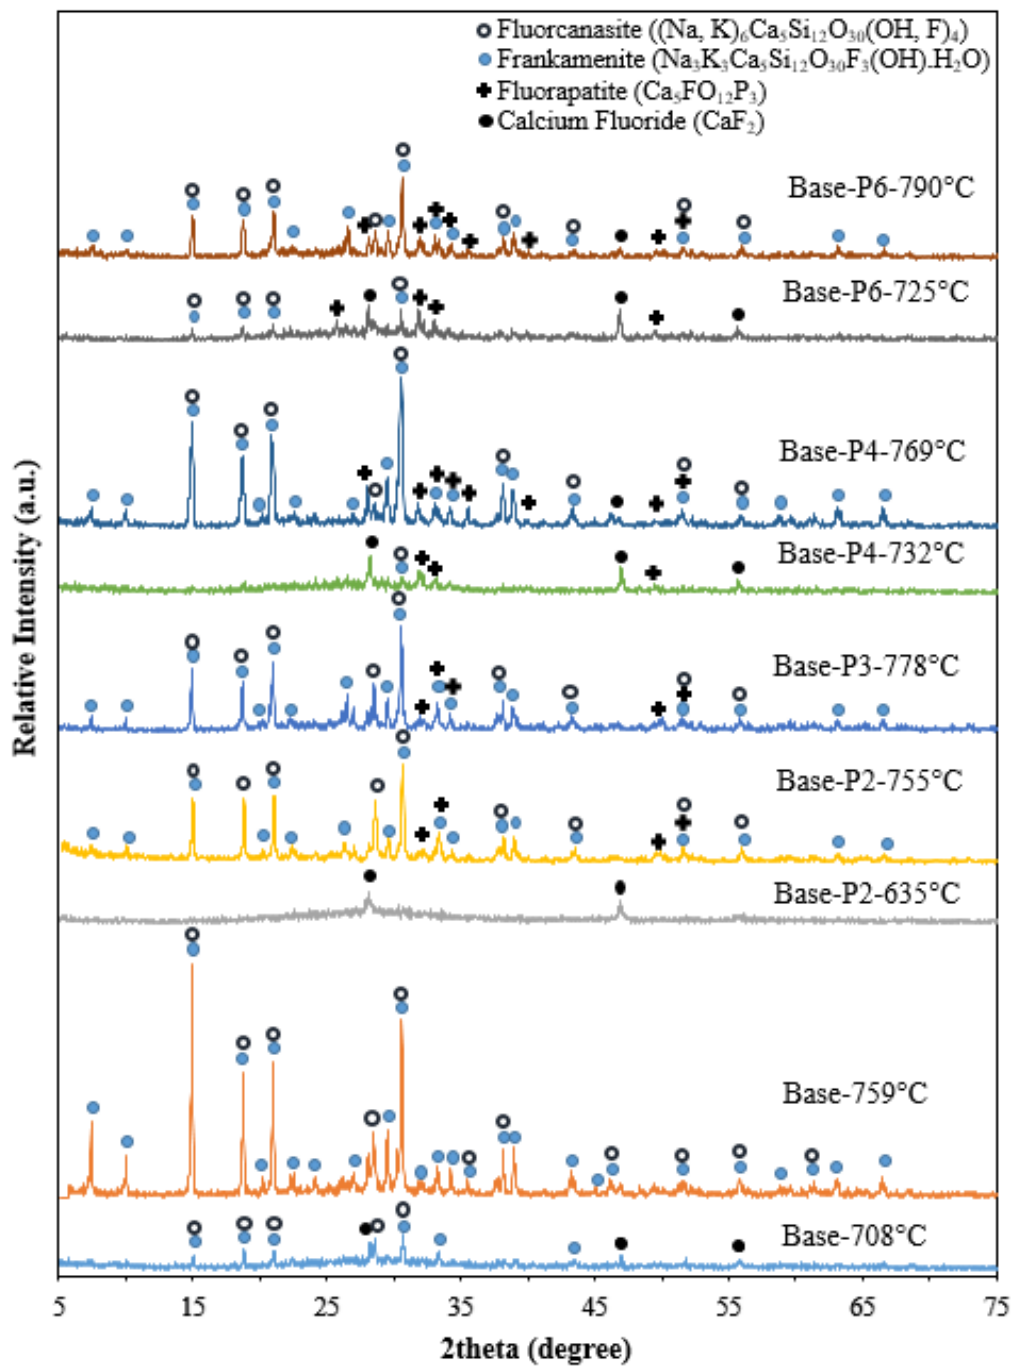 Fluorcanasite ((Na, K)₆Ca₅Si₁₂O₃₀(OH, F)₄)
Frankamenite (Na₃K₃Ca₅Si₁₂O₃₀F₃(OH).H₂O)
Fluorapatite (Ca₅FO₁₂P₃)
Calcium Fluoride (CaF₂)
Base-P6-790°C
Base-P6-725°C
Base-P4-769°C
Base-P4-732°C
Base-P3-778°C
Base-P2-755°C
Base-P2-635°C
Base-759°C
Base-708°C
Relative Intensity (a.u.)
5 15 25 35 45 55 65 75
2theta (degree)